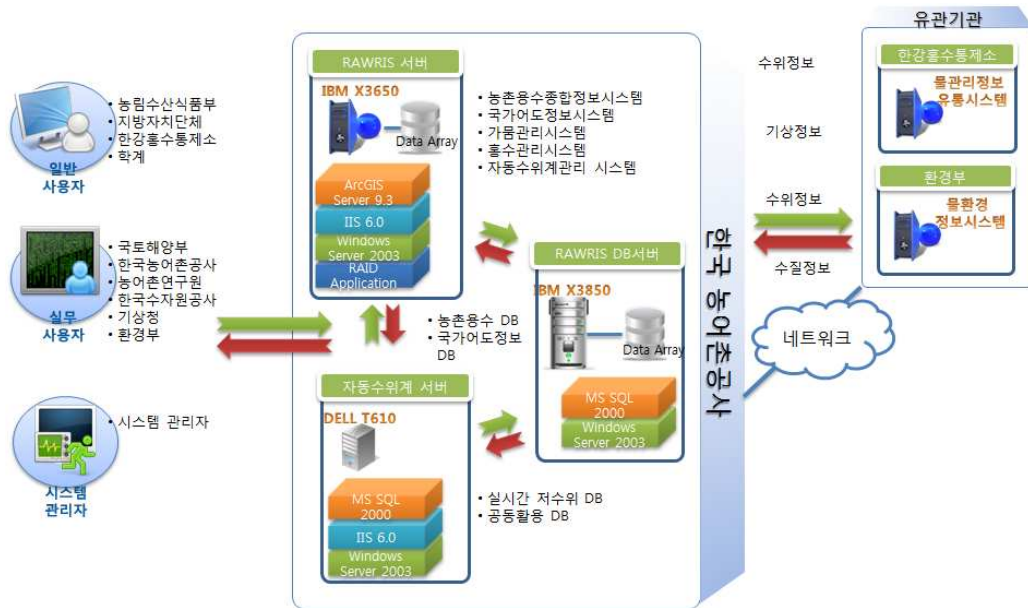 일반
사용자
• 농림수산식품부
• 지방자치단체
• 한강홍수통제소
• 학계
실무
사용자
• 국토해양부
• 한국농어촌공사
• 농어촌연구원
• 한국수자원공사
• 기상청
• 환경부
시스템
관리자
• 시스템 관리자
RAWRIS 서버
IBM X3650
Data Array
ArcGIS
Server 9.3
IIS 6.0
Windows
Server 2003
RAID
Application
• 농촌용수종합정보시스템
• 국가어도정보시스템
• 가뭄관리시스템
• 홍수관리시스템
• 자동수위계관리 시스템
• 농촌용수 DB
• 국가어도정보
DB
RAWRIS DB서버
IBM X3850
Data Array
MS SQL
2000
Windows
Server 2003
자동수위계 서버
DELL T610
MS SQL
2000
IIS 6.0
Windows
Server 2003
• 실시간 저수위 DB
• 공동활용 DB
한국 농어촌공사
수위정보
기상정보
수위정보
수질정보
네트워크
유관기관
한강홍수통제소
물관리정보
유통시스템
환경부
물환경
정보시스템